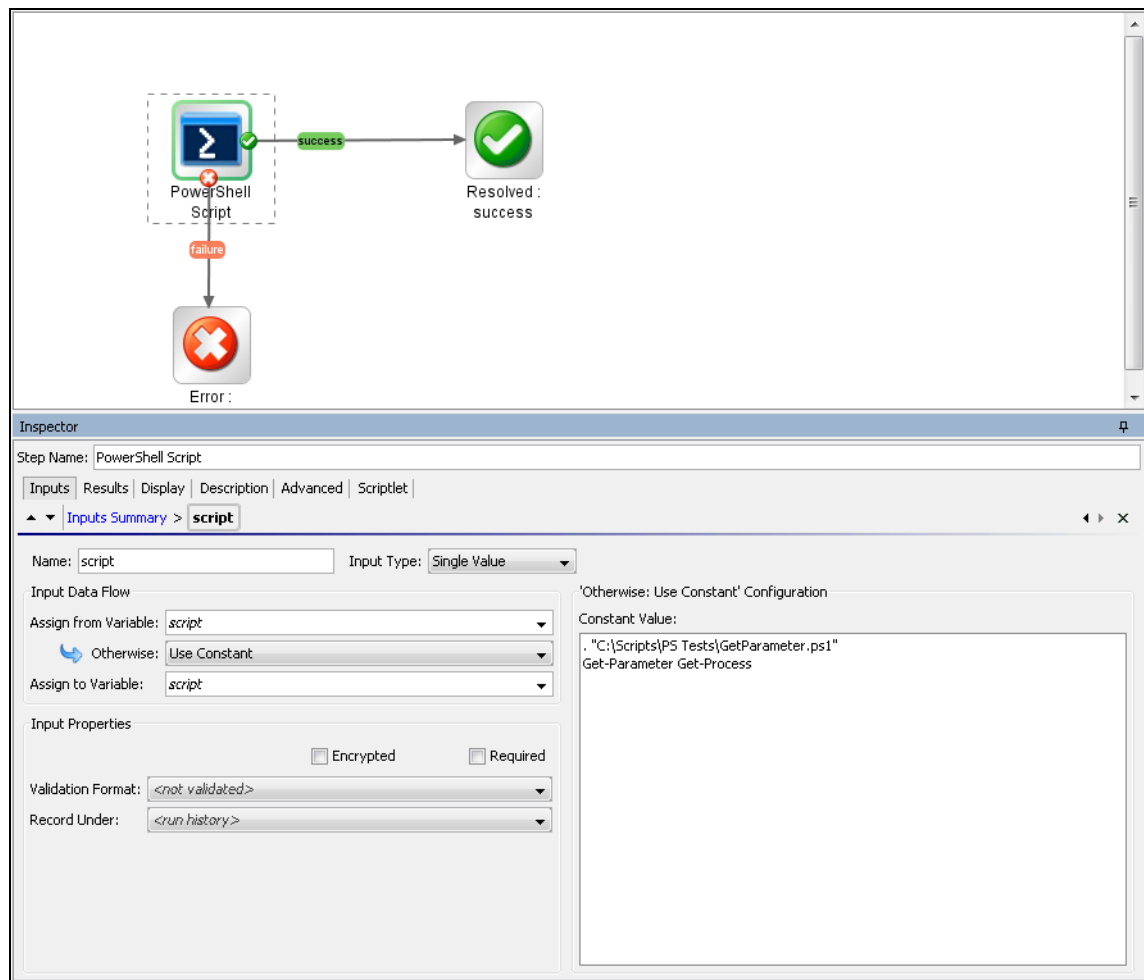 success
PowerShell
Script
Resolved :
success
failure
Error :
Inspector
Step Name: PowerShell Script
Inputs Results Display Description Advanced Scriptlet
Inputs Summary > script
Name: script Input Type: Single Value
Input Data Flow
Assign from Variable: script
Otherwise: Use Constant
Assign to Variable: script
Input Properties
Encrypted Required
Validation Format: <not validated>
Record Under: <run history>
'Otherwise: Use Constant' Configuration
Constant Value:
. "C:\Scripts\PS Tests\GetParameter.ps1"
Get-Parameter Get-Process